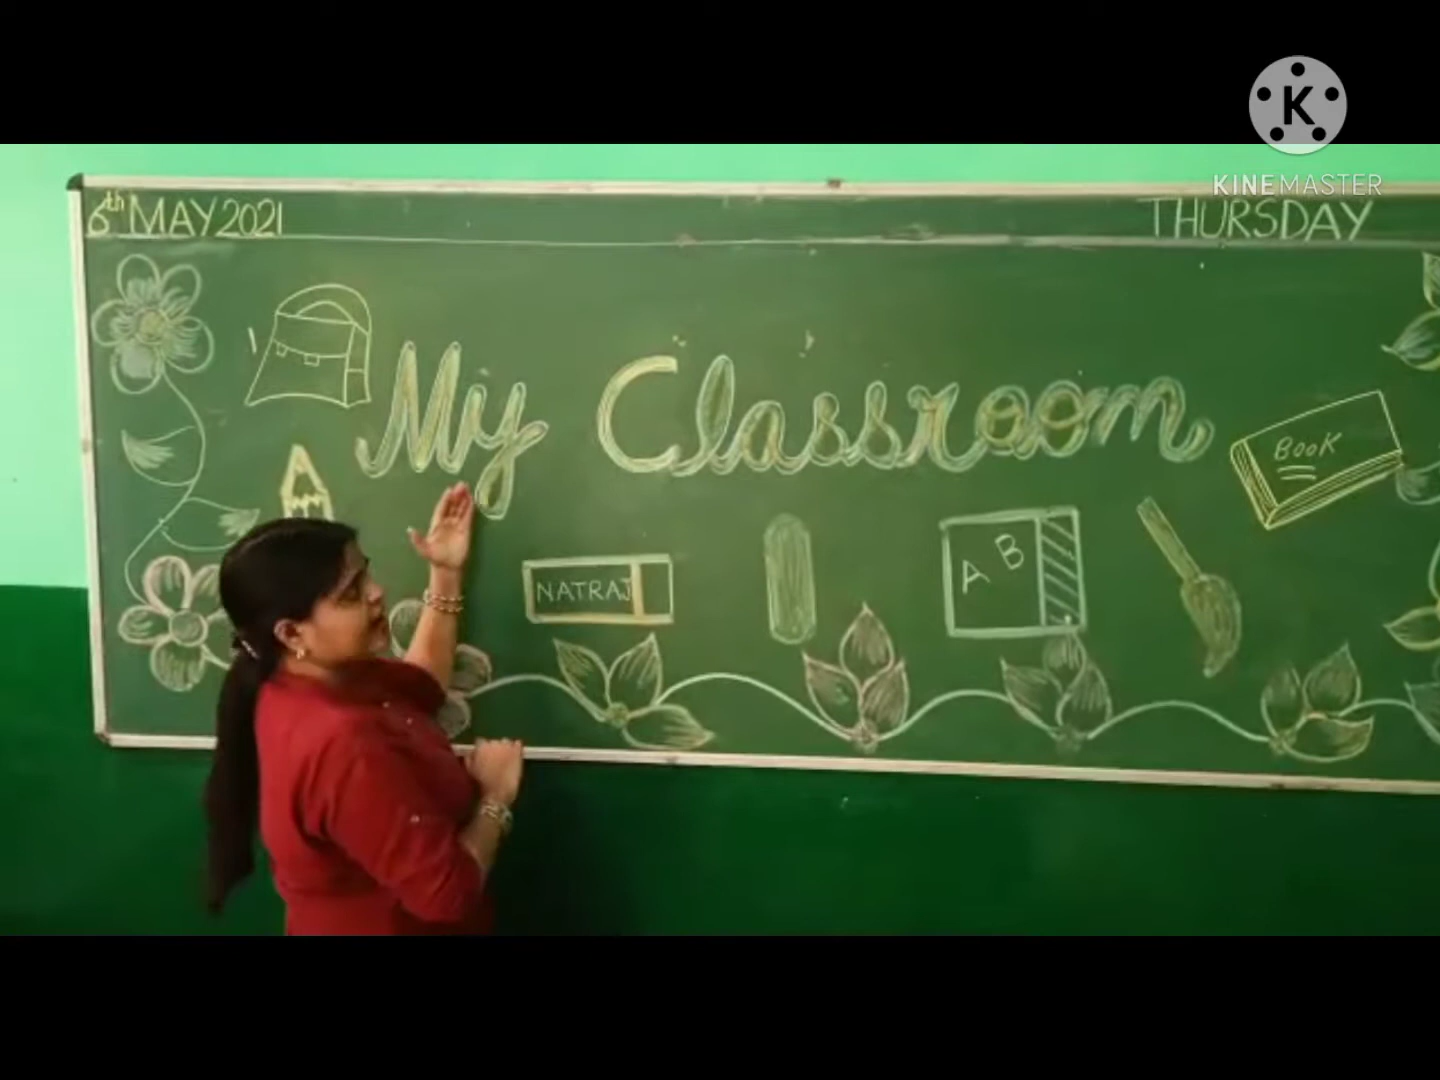 K
KINEMASTER
6th MAY 2021
THURSDAY
My Classroom
BOOK
NATRAJ
A B